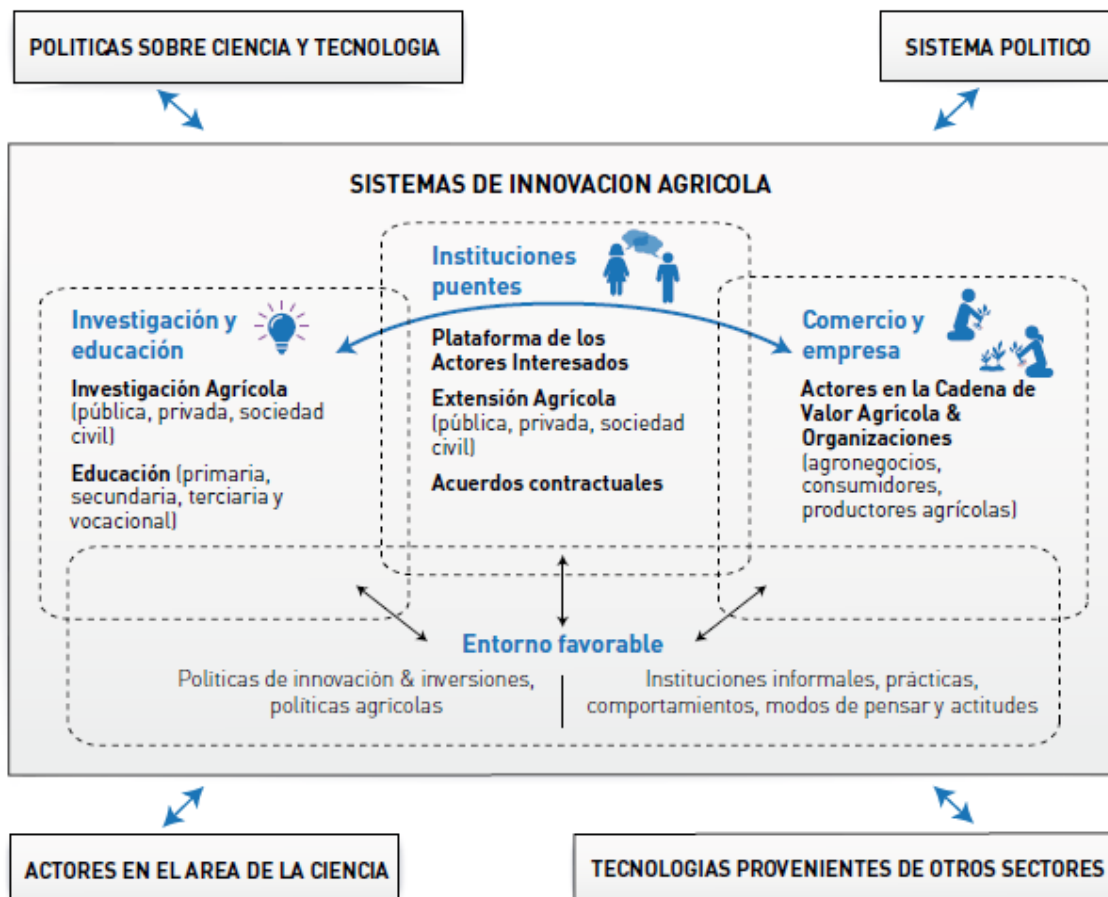 POLITICAS SOBRE CIENCIA Y TECNOLOGIA
SISTEMA POLITICO
SISTEMAS DE INNOVACION AGRICOLA
Investigación y
educación
Investigación Agrícola
(pública, privada, sociedad
civil)
Educación (primaria,
secundaria, terciaria y
vocacional)
Instituciones
puentes
Plataforma de los
Actores Interesados
Extensión Agrícola
(pública, privada, sociedad
civil)
Acuerdos contractuales
Comercio y
empresa
Actores en la Cadena de
Valor Agrícola &
Organizaciones
(agronegocios,
consumidores,
productores agrícolas)
Entorno favorable
Políticas de innovación & inversiones,
políticas agrícolas
Instituciones informales, prácticas,
comportamientos, modos de pensar y actitudes
ACTORES EN EL AREA DE LA CIENCIA
TECNOLOGIAS PROVENIENTES DE OTROS SECTORES